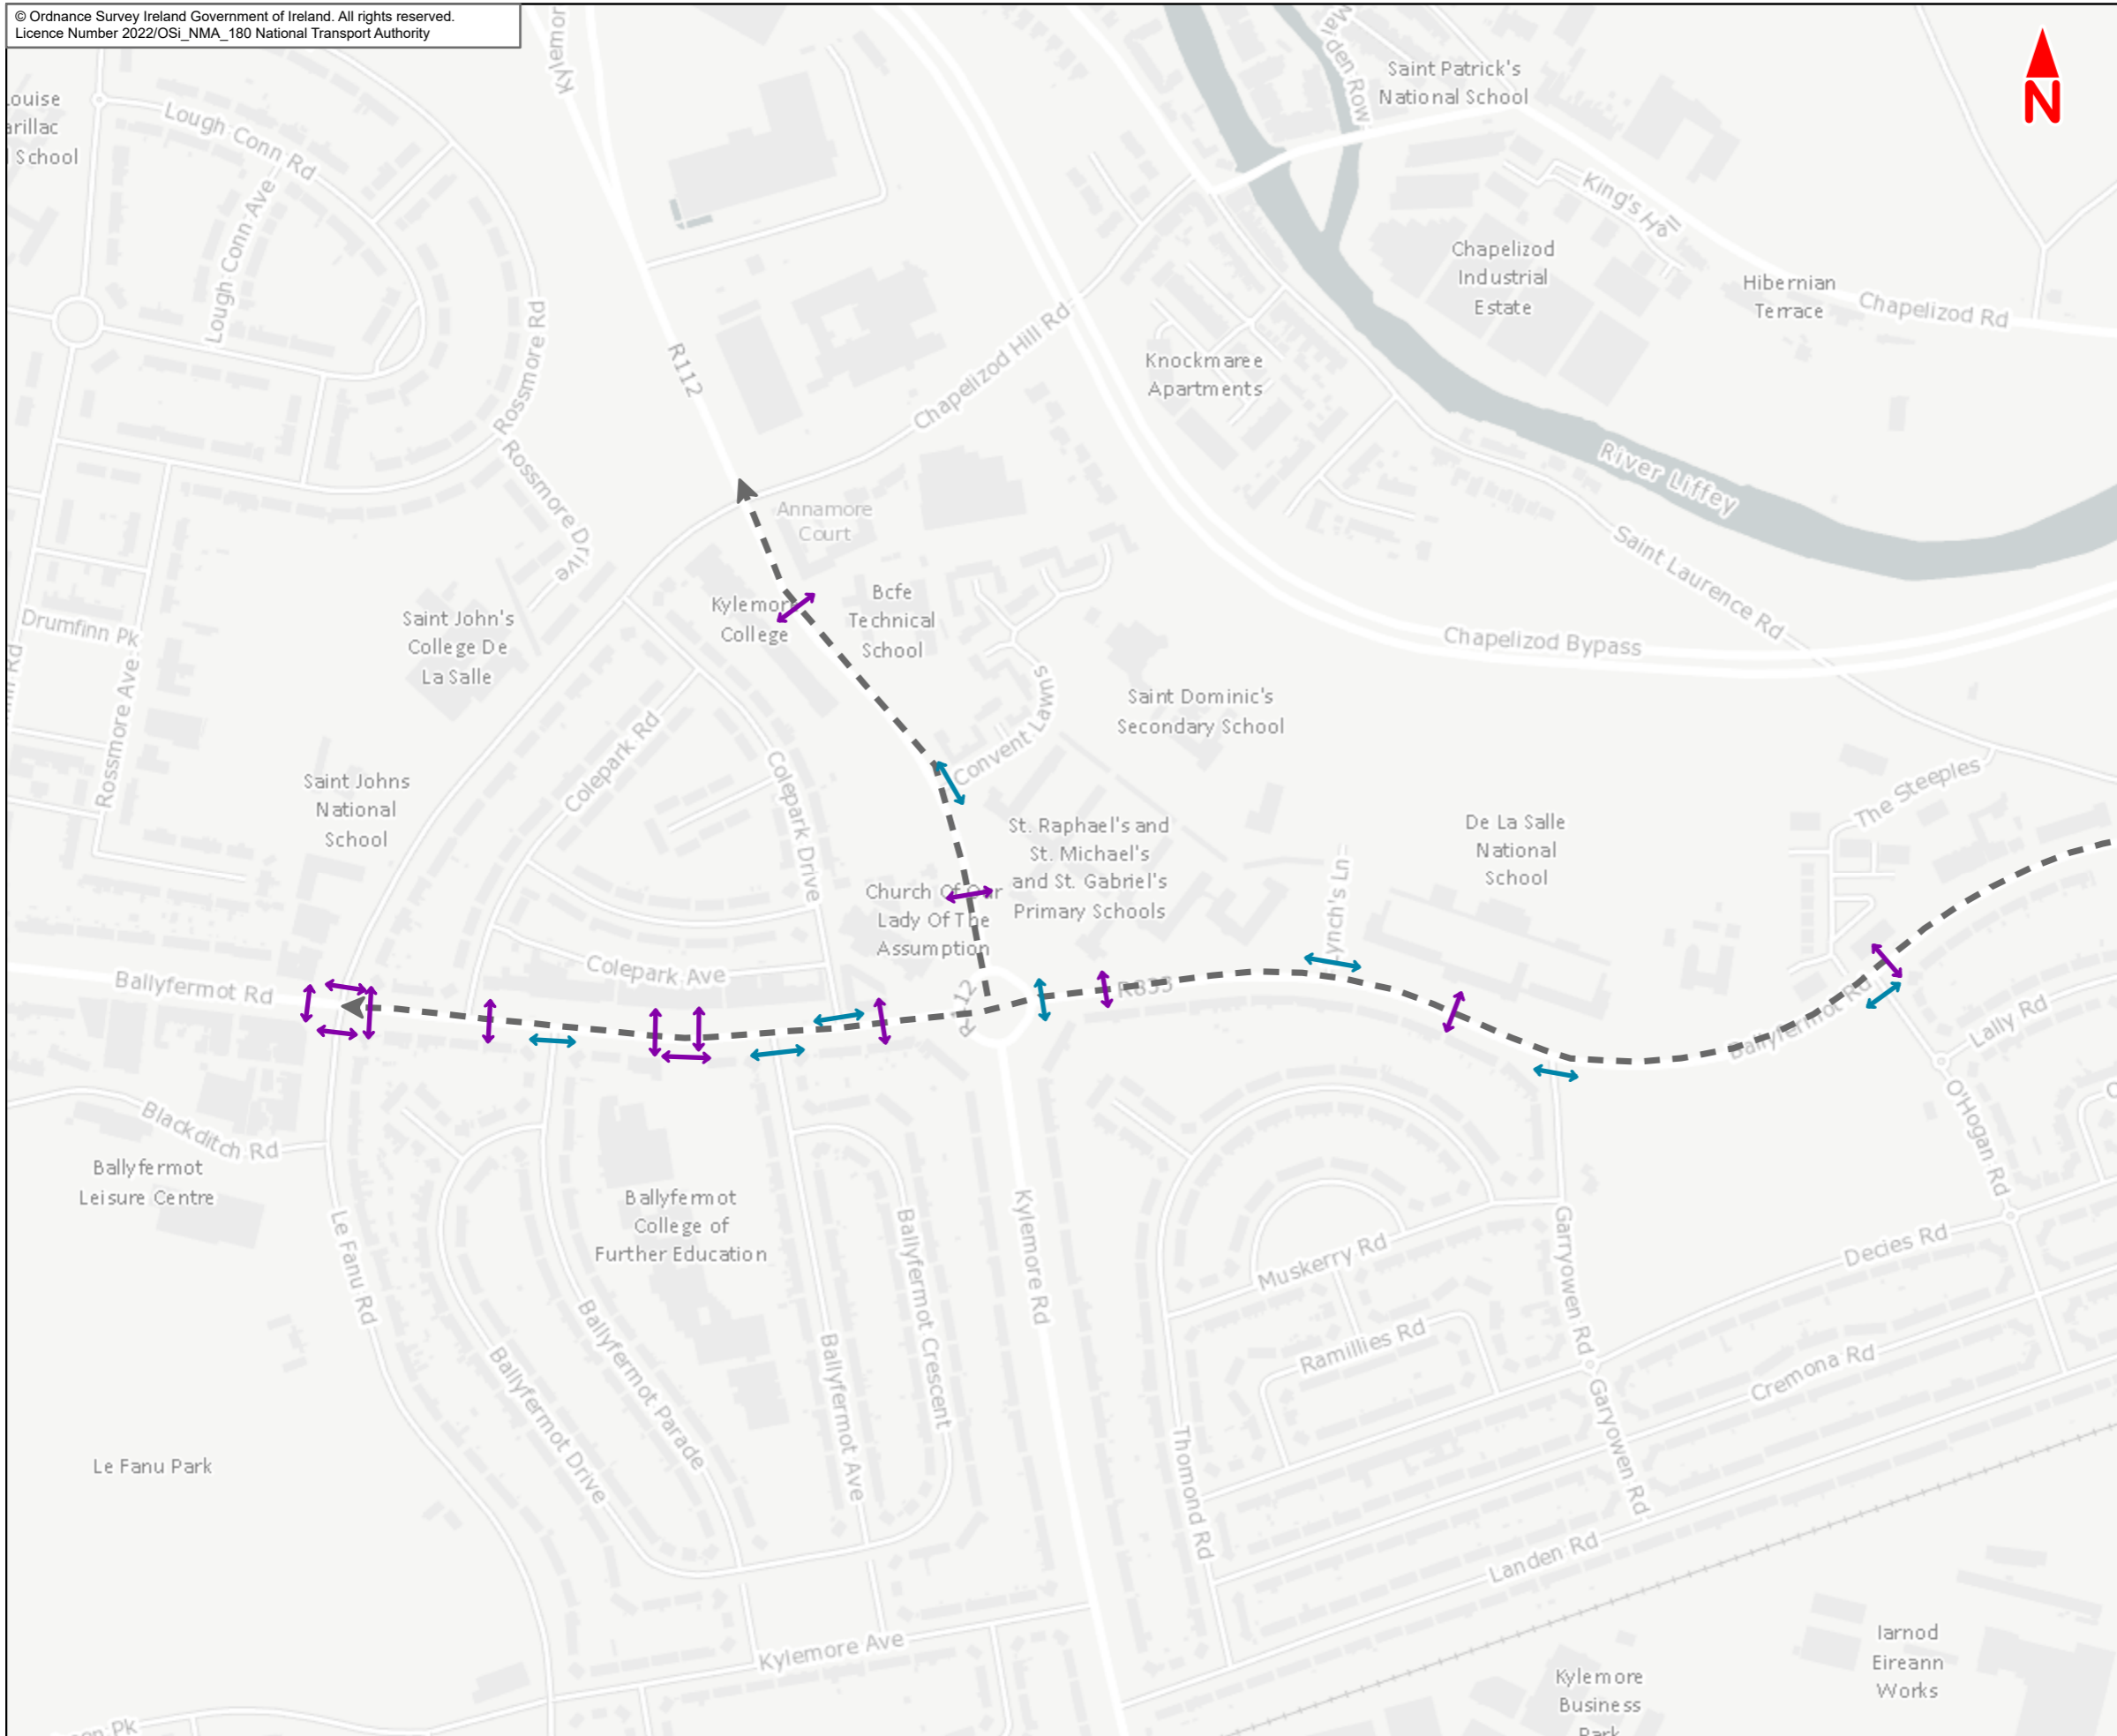 © Ordnance Survey Ireland Government of Ireland. All rights reserved.
Licence Number 2022/OSi_NMA_180 National Transport Authority
N
Saint Patrick's
National School
School
Lough Conn Rd
Lough Conn Ave
Rossmore Rd
Rossmore Drive
R112
King's Hall
Chapelizod
Industrial
Estate
Hibernian
Terrace
Chapelizod Rd
Chapelizod Hill Rd
Knockmaree
Apartments
River Liffey
Saint Laurence Rd
Annamore
Court
Kylemore
College
Bcfe
Technical
School
Saint John's
College De
La Salle
Drumfinn Pk
Rossmore Ave
Chapelizod Bypass
Saint Dominic's
Secondary School
Convent Lawns
Colepark Rd
Colepark Drive
Saint Johns
National
School
The Steeples
St. Raphael's and
St. Michael's
and St. Gabriel's
Primary Schools
De La Salle
National
School
Church Of Our
Lady Of The
Assumption
Colepark Ave
Ballyfermot Rd
R833
Ballyfermot Rd
Lally Rd
O'Hogan Rd
Blackditch Rd
Ballyfermot
Leisure Centre
Le Fanu Rd
Ballyfermot
College of
Further Education
Ballyfermot Crescent
Kylemore Rd
Muskerry Rd
Garryowen Rd
Decies Rd
Ramillies Rd
Cremona Rd
Ballyfermot Drive
Ballyfermot Parade
Ballyfermot Ave
Garyowen Rd
Le Fanu Park
Thomond Rd
Landen Rd
Kylemore Ave
Iarnod
Eireann
Works
Kylemore
Business
Park